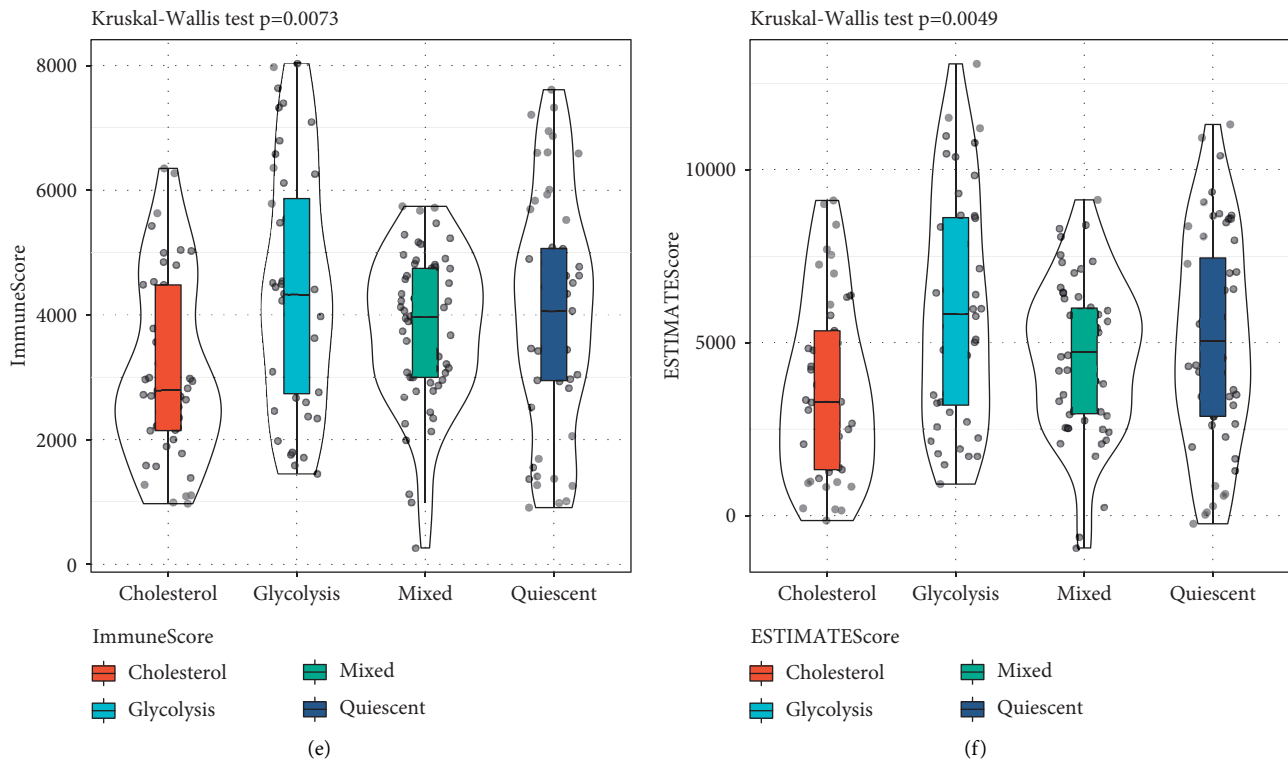 Kruskal-Wallis test p=0.0073
8000
6000
4000
2000
0
ImmuneScore
Cholesterol Glycolysis Mixed Quiescent
ImmuneScore
Cholesterol Mixed
Glycolysis Quiescent
(e)
Kruskal-Wallis test p=0.0049
10000
5000
0
ESTIMATEScore
Cholesterol Glycolysis Mixed Quiescent
ESTIMATEScore
Cholesterol Mixed
Glycolysis Quiescent
(f)